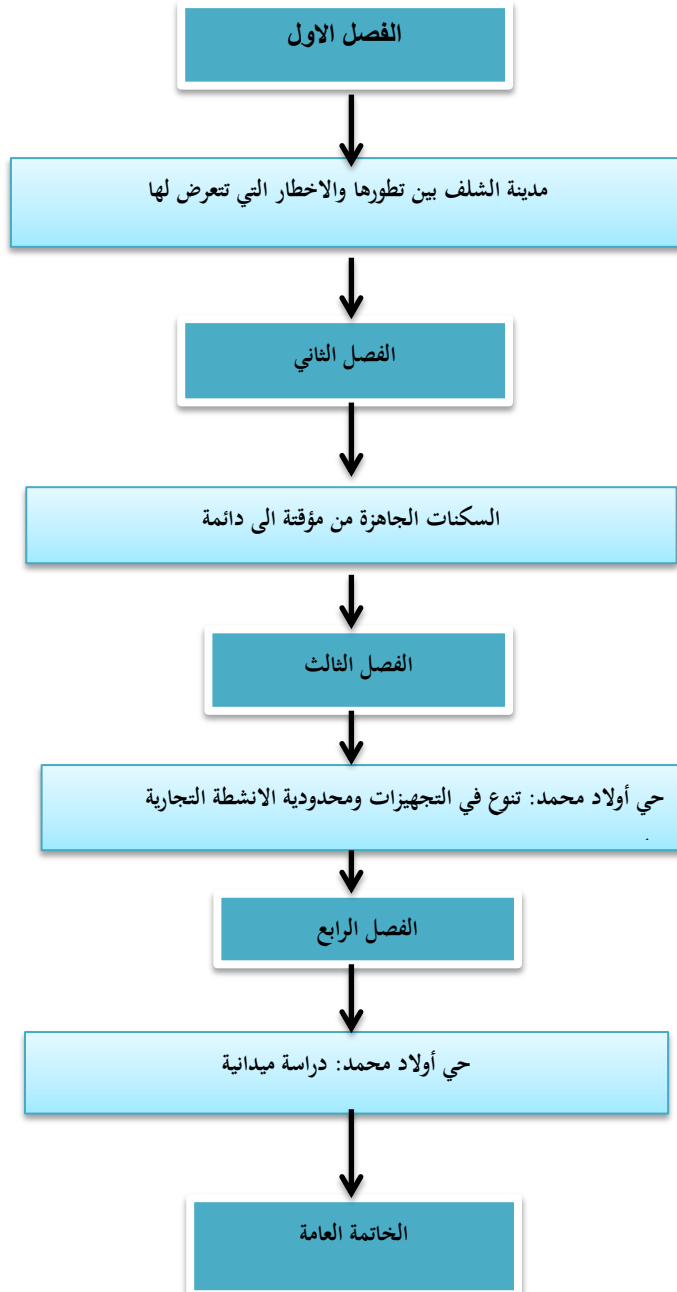 الفصل الاول
مدينة الشلف بين تطورها والاخطار التي تتعرض لها
الفصل الثاني
السكنات الجاهزة من مؤقتة الى دائمة
الفصل الثالث
حي أولاد محمد: تنوع في التجهيزات ومحدودية الانشطة التجارية
.
الفصل الرابع
حي أولاد محمد: دراسة ميدانية
الخاتمة العامة